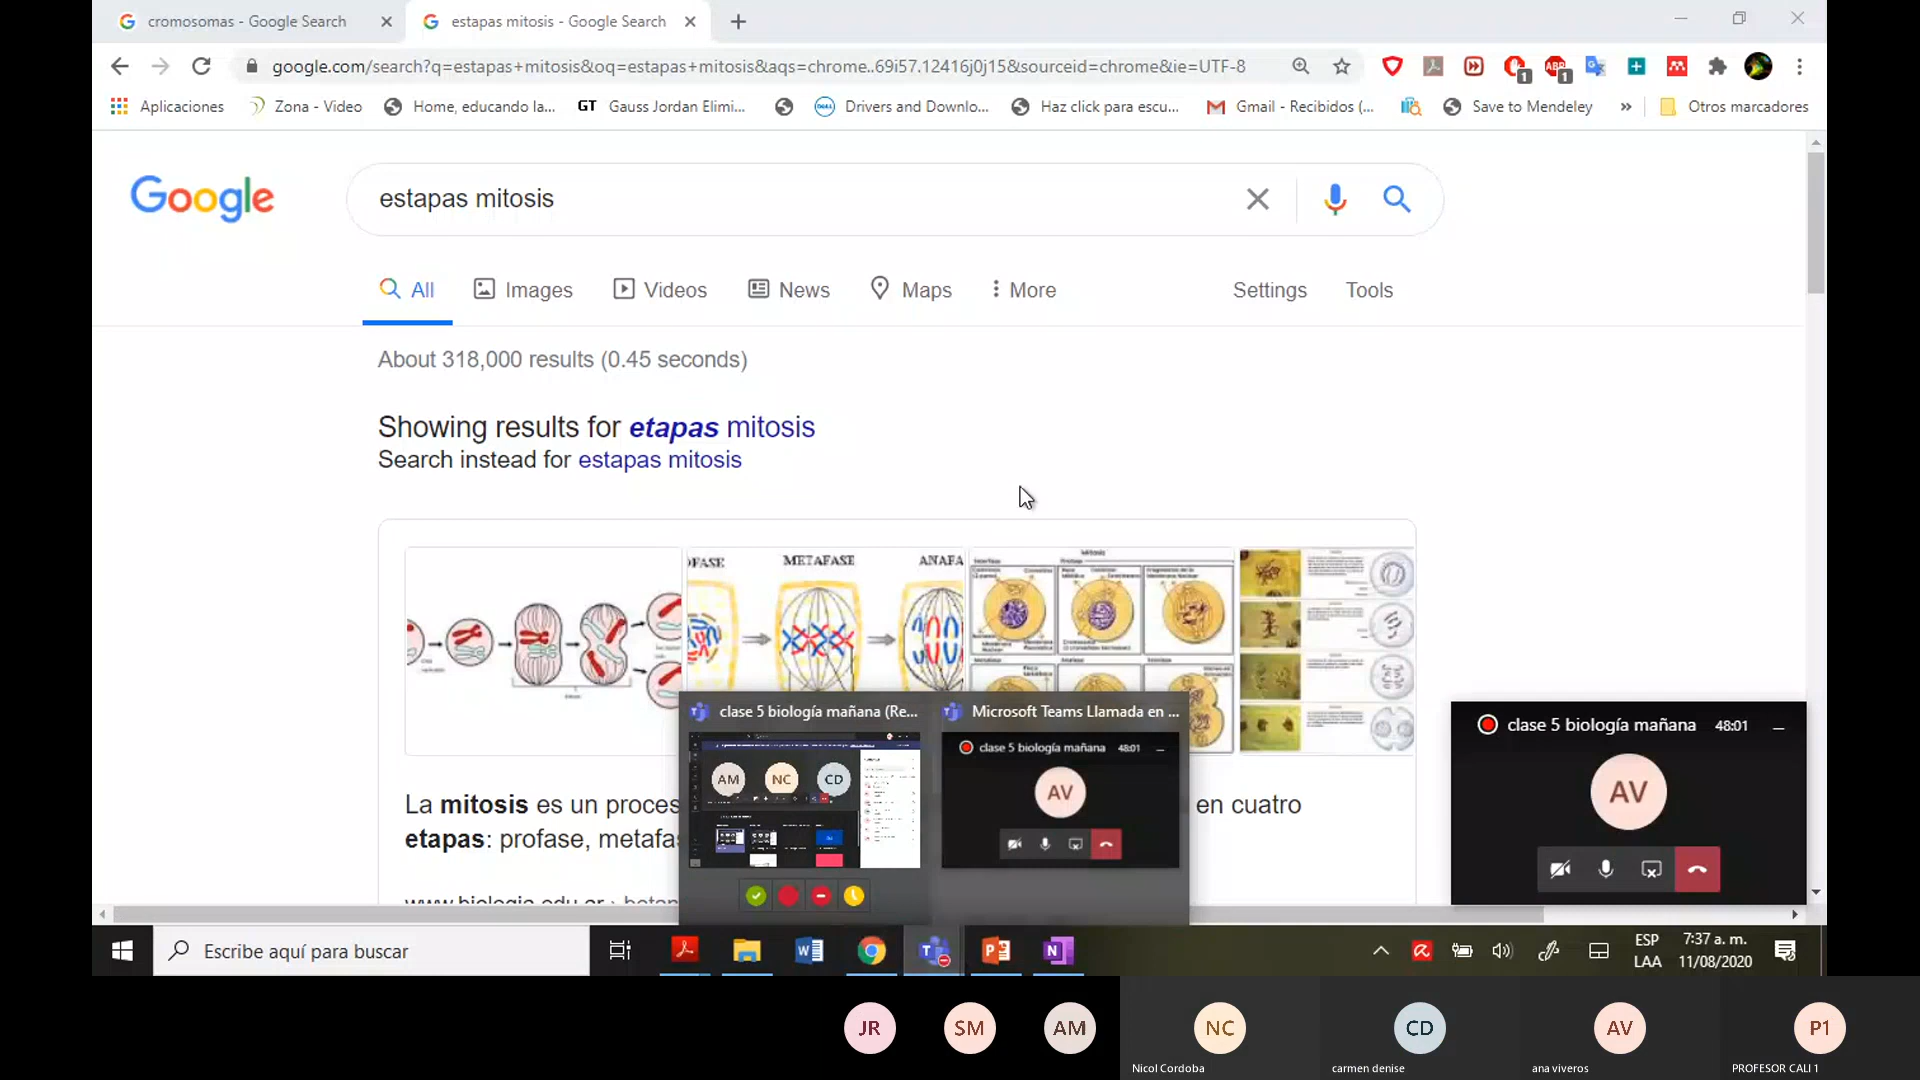 cromosomas - Google Search
estapas mitosis - Google Search
google.com/search?q=estapas+mitosis&oq=estapas+mitosis&aqs=chrome..69i57.12416j0j15&sourceid=chrome&ie=UTF-8
1
ABP
1
Aplicaciones
Zona - Video
Home, educando la...
GT Gauss Jordan Elimi...
DELL Drivers and Downlo...
Haz click para escu...
Gmail - Recibidos (...
Save to Mendeley
»
Otros marcadores
Google
estapas mitosis
All
Images
Videos
News
Maps
More
Settings
Tools
About 318,000 results (0.45 seconds)
Showing results for etapas mitosis
Search instead for estapas mitosis
OFASE
METAFASE
ANAFA
Mitosis
La mitosis es un proces
en cuatro
etapas: profase, metafas
clase 5 biología mañana (Re...
AM
NC
CD
Microsoft Teams Llamada en ...
clase 5 biología mañana 48:01
AV
clase 5 biología mañana 48:01
AV
Escribe aquí para buscar
ESP
LAA
7:37 a. m.
11/08/2020
JR
SM
AM
NC
Nicol Cordoba
CD
carmen denise
AV
ana viveros
P1
PROFESOR CALI 1